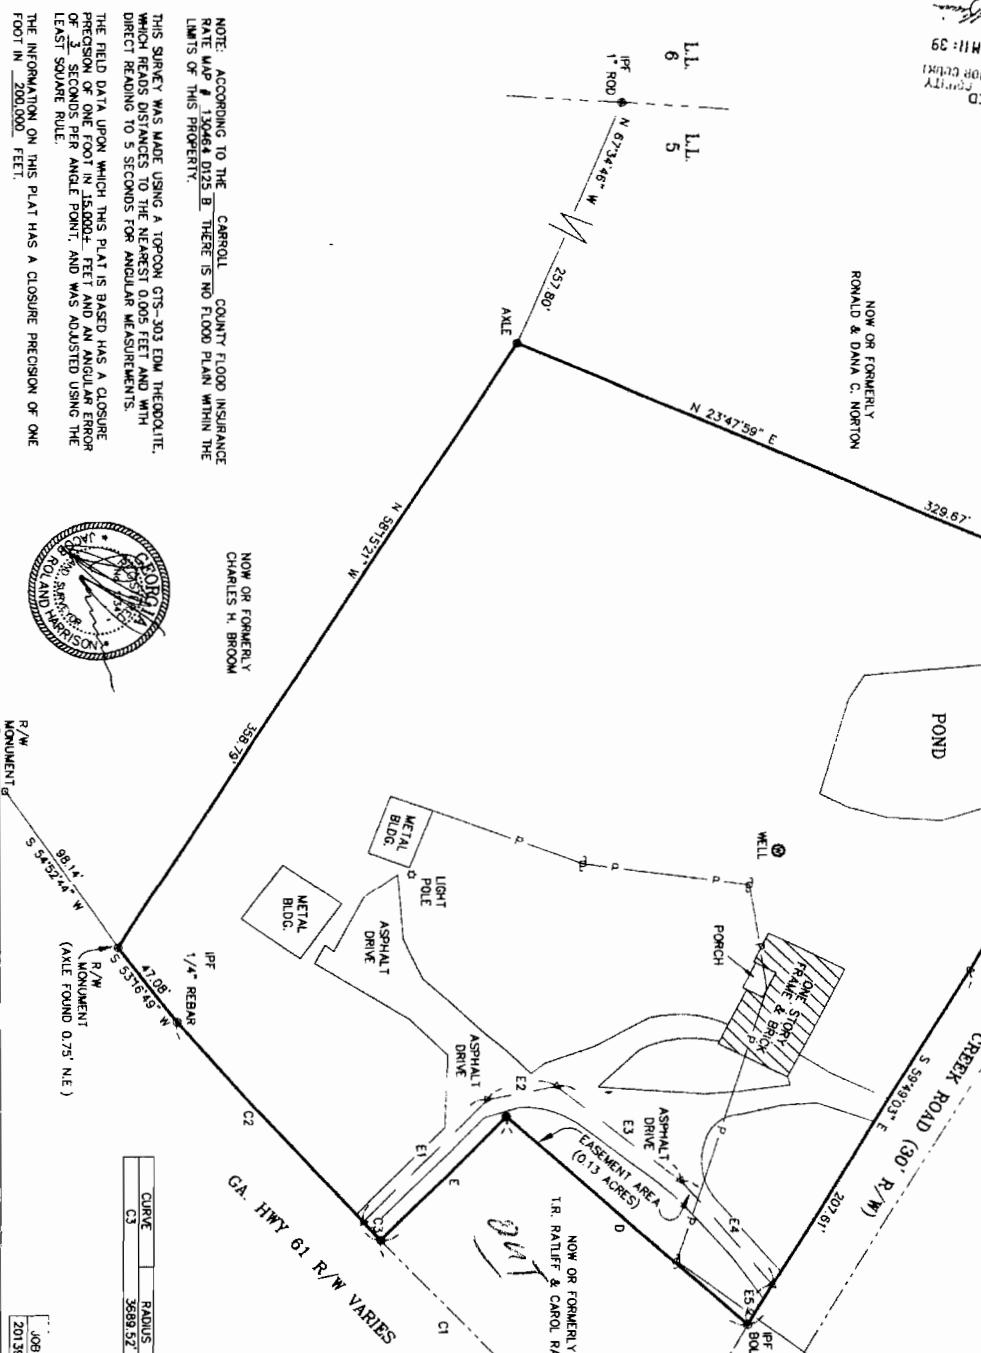 M 11: 39
L.L.
6
L.L.
5
IPF
1" ROD
N 67°34'46" W
257.80'
AXLE
NOW OR FORMERLY
RONALD & DANA C. NORTON
N 23°47'59" E
329.67'
NOTE: ACCORDING TO THE CARROLL COUNTY FLOOD INSURANCE
RATE MAP # 130464 0125 B THERE IS NO FLOOD PLAIN WITHIN THE
LIMITS OF THIS PROPERTY.
THIS SURVEY WAS MADE USING A TOPCON GTS-303 EDM THEODOLITE,
WHICH READS DISTANCES TO THE NEAREST 0.005 FEET AND WITH
DIRECT READING TO 5 SECONDS FOR ANGULAR MEASUREMENTS.
THE FIELD DATA UPON WHICH THIS PLAT IS BASED HAS A CLOSURE
PRECISION OF ONE FOOT IN 15,000+ FEET AND AN ANGULAR ERROR
OF 3 SECONDS PER ANGLE POINT, AND WAS ADJUSTED USING THE
LEAST SQUARE RULE.
THE INFORMATION ON THIS PLAT HAS A CLOSURE PRECISION OF ONE
FOOT IN 200,000 FEET.
N 58°15'21" W
358.79'
NOW OR FORMERLY
CHARLES H. BROOM
GEORGIA
REGISTERED
LAND SURVEYOR
JACOB ROLAND HARRISON
POND
WELL
PORCH
ONE STORY
FRAME & BRICK
METAL
BLDG.
LIGHT
POLE
METAL
BLDG.
ASPHALT
DRIVE
ASPHALT
DRIVE
ASPHALT
DRIVE
E1
E2
E3
E4
E5
E
D
EASEMENT AREA
(0.13 ACRES)
P
P
P
P
P
P
P
R/W
MONUMENT
98.14'
S 54°52'44" W
47.08'
S 53°16'49" W
R/W
MONUMENT
(AXLE FOUND 0.75' N.E )
IPF
1/4" REBAR
C2
C3
C1
GA. HWY 61 R/W VARIES
NOW OR FORMERLY
T.R. RATLIFF & CAROL RA
IPF
BOL
CREEK ROAD (30' R/W)
S 59°49'03" E
207.61'
CURVE RADIUS
C3 3689.52'
JOB
20139